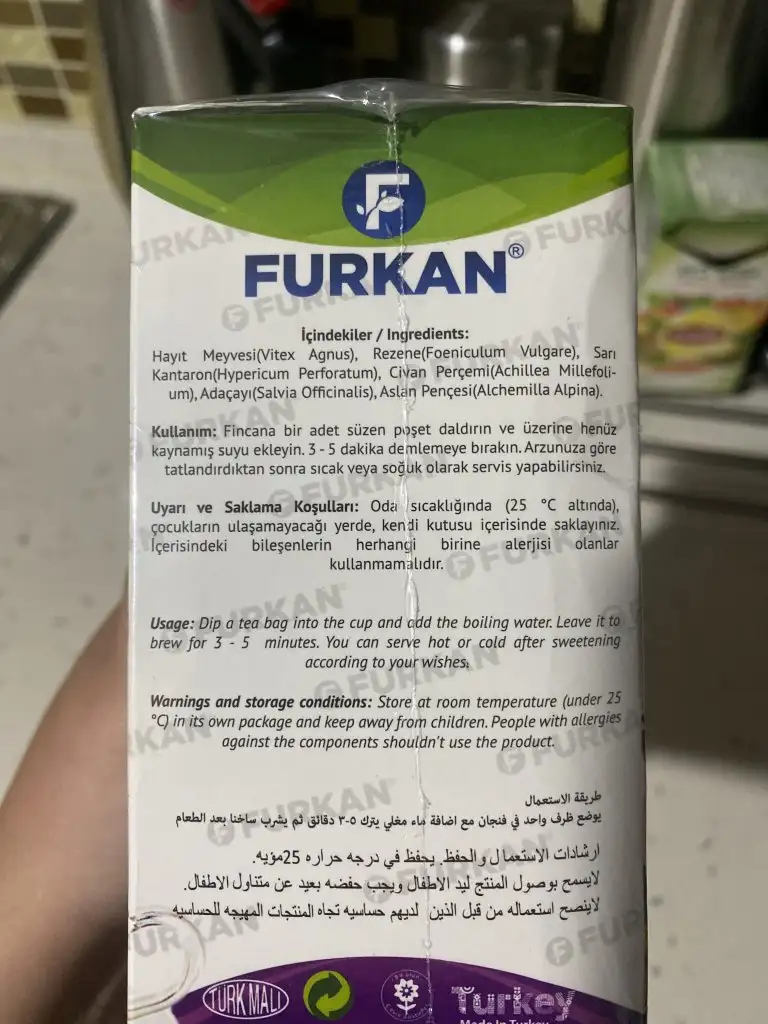 FURKAN®
İçindekiler / Ingredients:
Hayıt Meyvesi(Vitex Agnus), Rezene(Foeniculum Vulgare), Sarı
Kantaron(Hypericum Perforatum), Civan Perçemi(Achillea Millefoli-
um), Adaçayı(Salvia Officinalis), Aslan Pençesi(Alchemilla Alpina).
Kullanım: Fincana bir adet süzen poşet daldırın ve üzerine henüz
kaynamış suyu ekleyin. 3 - 5 dakika demlemeye bırakın. Arzunuza göre
tatlandırdıktan sonra sıcak veya soğuk olarak servis yapabilirsiniz.
Uyarı ve Saklama Koşulları: Oda sıcaklığında (25 °C altında),
çocukların ulaşamayacağı yerde, kendi kutusu içerisinde saklayınız.
İçerisindeki bileşenlerin herhangi birine alerjisi olanlar
kullanmamalıdır.
Usage: Dip a tea bag into the cup and add the boiling water. Leave it to
brew for 3 - 5 minutes. You can serve hot or cold after sweetening
according to your wishes.
Warnings and storage conditions: Store at room temperature (under 25
°C) in its own package and keep away from children. People with allergies
against the components shouldn't use the product.
طريقة الاستعمال
يوضع ظرف واحد في فنجان مع اضافة ماء مغلي يترك ٥-٣ دقائق ثم يشرب ساخنا بعد الطعام
ارشادات الاستعمال والحفظ. يحفظ في درجه حراره 25مؤيه.
لايسمح بوصول المنتج ليد الاطفال ويجب حفضه بعيد عن متناول الاطفال.
لاينصح استعماله من قبل الذين لديهم حساسيه تجاه المنتجات المهيجه للحساسيه
TÜRK MALI
Turkey
Made In Turkey